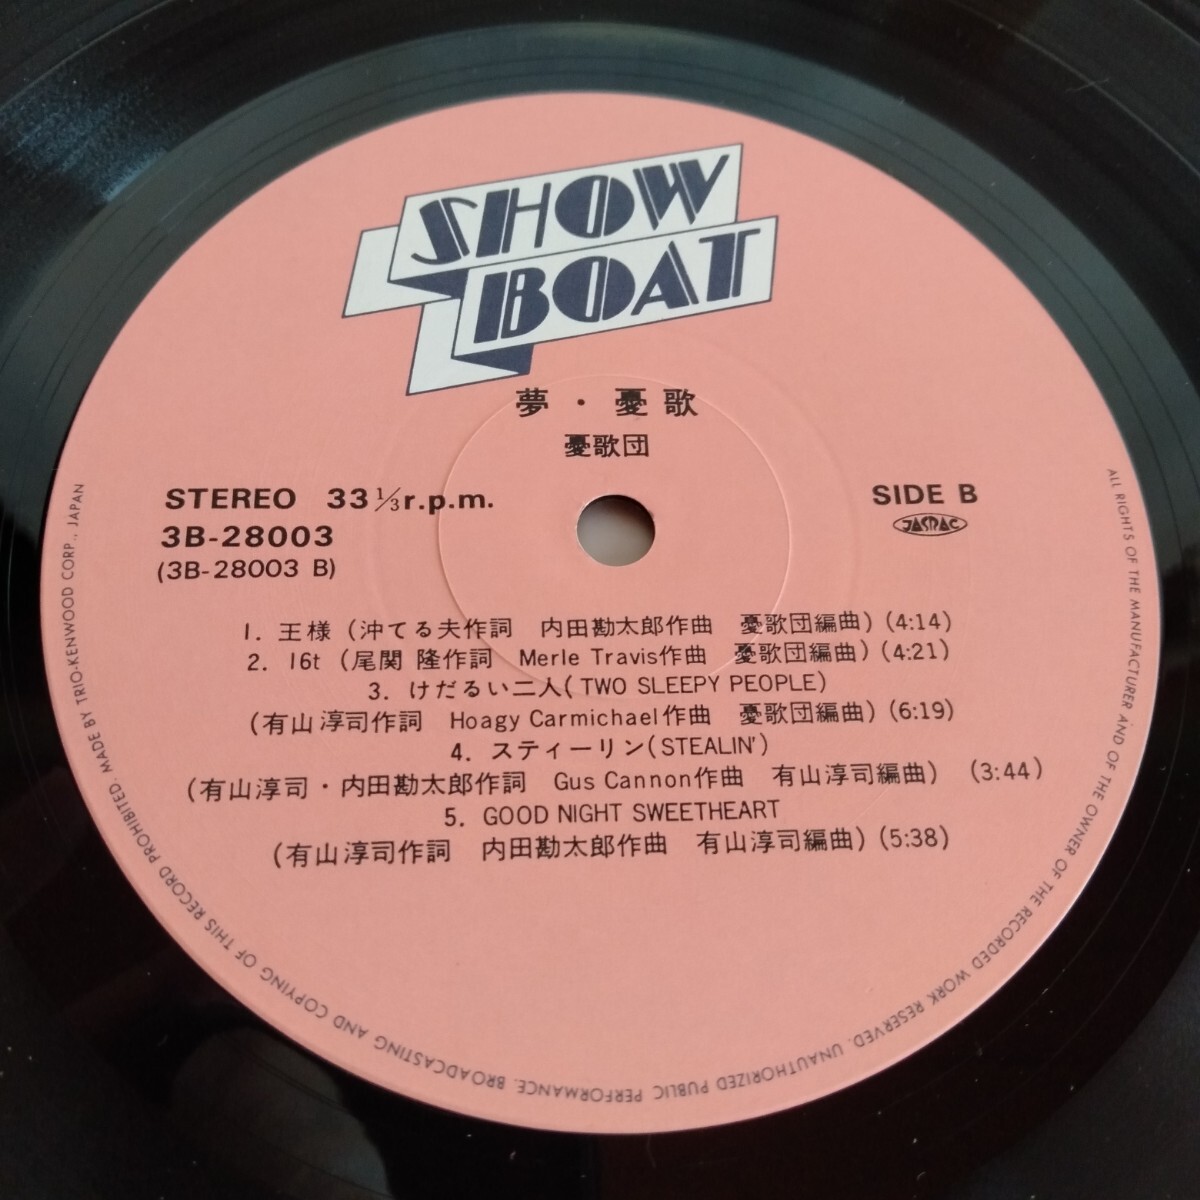 SHOW
BOAT
夢・憂歌
憂歌団
STEREO 33 1/3 r.p.m.
3B-28003
(3B-28003 B)
SIDE B
JASRAC
1. 王様 (沖てる夫作詞 内田勘太郎作曲 憂歌団編曲) (4:14)
2. 16t (尾関 隆作詞 Merle Travis作曲 憂歌団編曲) (4:21)
3. けだるい二人 (TWO SLEEPY PEOPLE)
(有山淳司作詞 Hoagy Carmichael作曲 憂歌団編曲) (6:19)
4. スティーリン (STEALIN')
(有山淳司・内田勘太郎作詞 Gus Cannon作曲 有山淳司編曲) (3:44)
5. GOOD NIGHT SWEETHEART
(有山淳司作詞 内田勘太郎作曲 有山淳司編曲) (5:38)
ALL RIGHTS OF THE MANUFACTURER AND OF THE OWNER OF THE RECORDED WORK RESERVED. UNAUTHORIZED PUBLIC PERFORMANCE. BROADCASTING AND COPYING OF THIS RECORD PROHIBITED. MADE BY TRIO-KENWOOD CORP., JAPAN